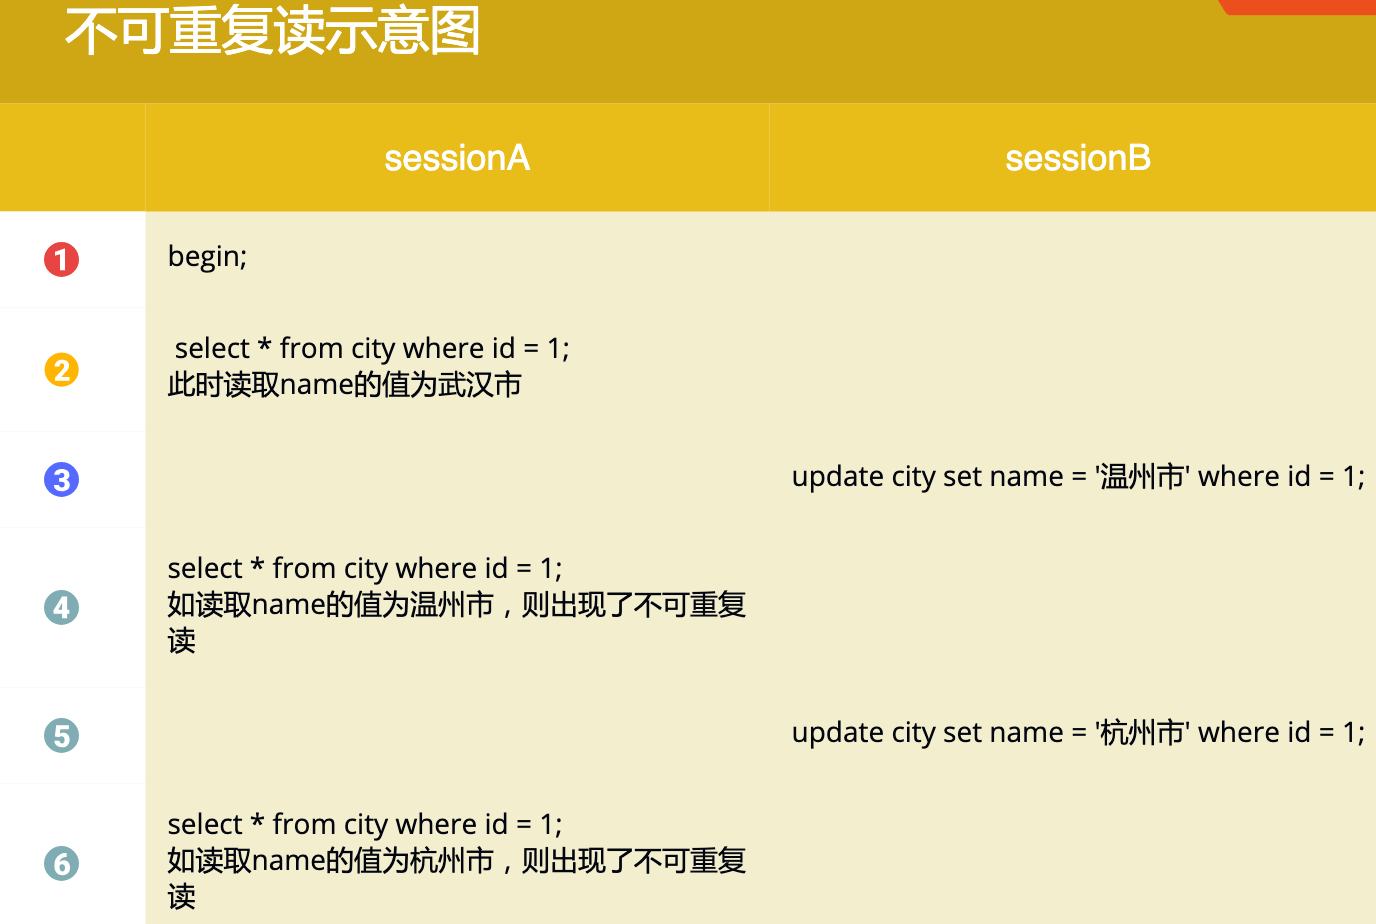 不可重复读示意图
sessionA
sessionB
1
begin;
2
select * from city where id = 1;
此时读取name的值为武汉市
3
update city set name = '温州市' where id = 1;
4
select * from city where id = 1;
如读取name的值为温州市，则出现了不可重复
读
5
update city set name = '杭州市' where id = 1;
6
select * from city where id = 1;
如读取name的值为杭州市，则出现了不可重复
读